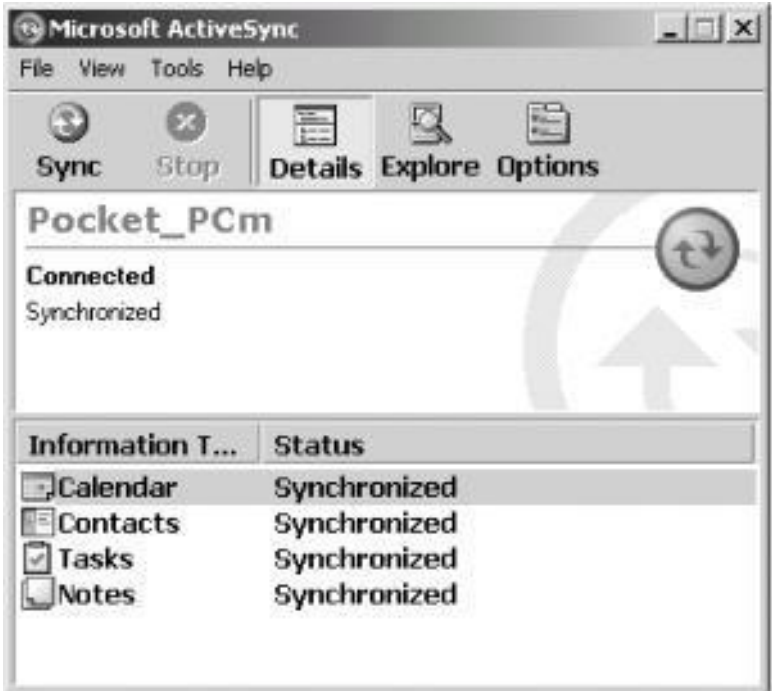 Microsoft ActiveSync
File View Tools Help
Sync Stop Details Explore Options
Pocket_PCm
Connected
Synchronized
Information T... Status
Calendar Synchronized
Contacts Synchronized
Tasks Synchronized
Notes Synchronized